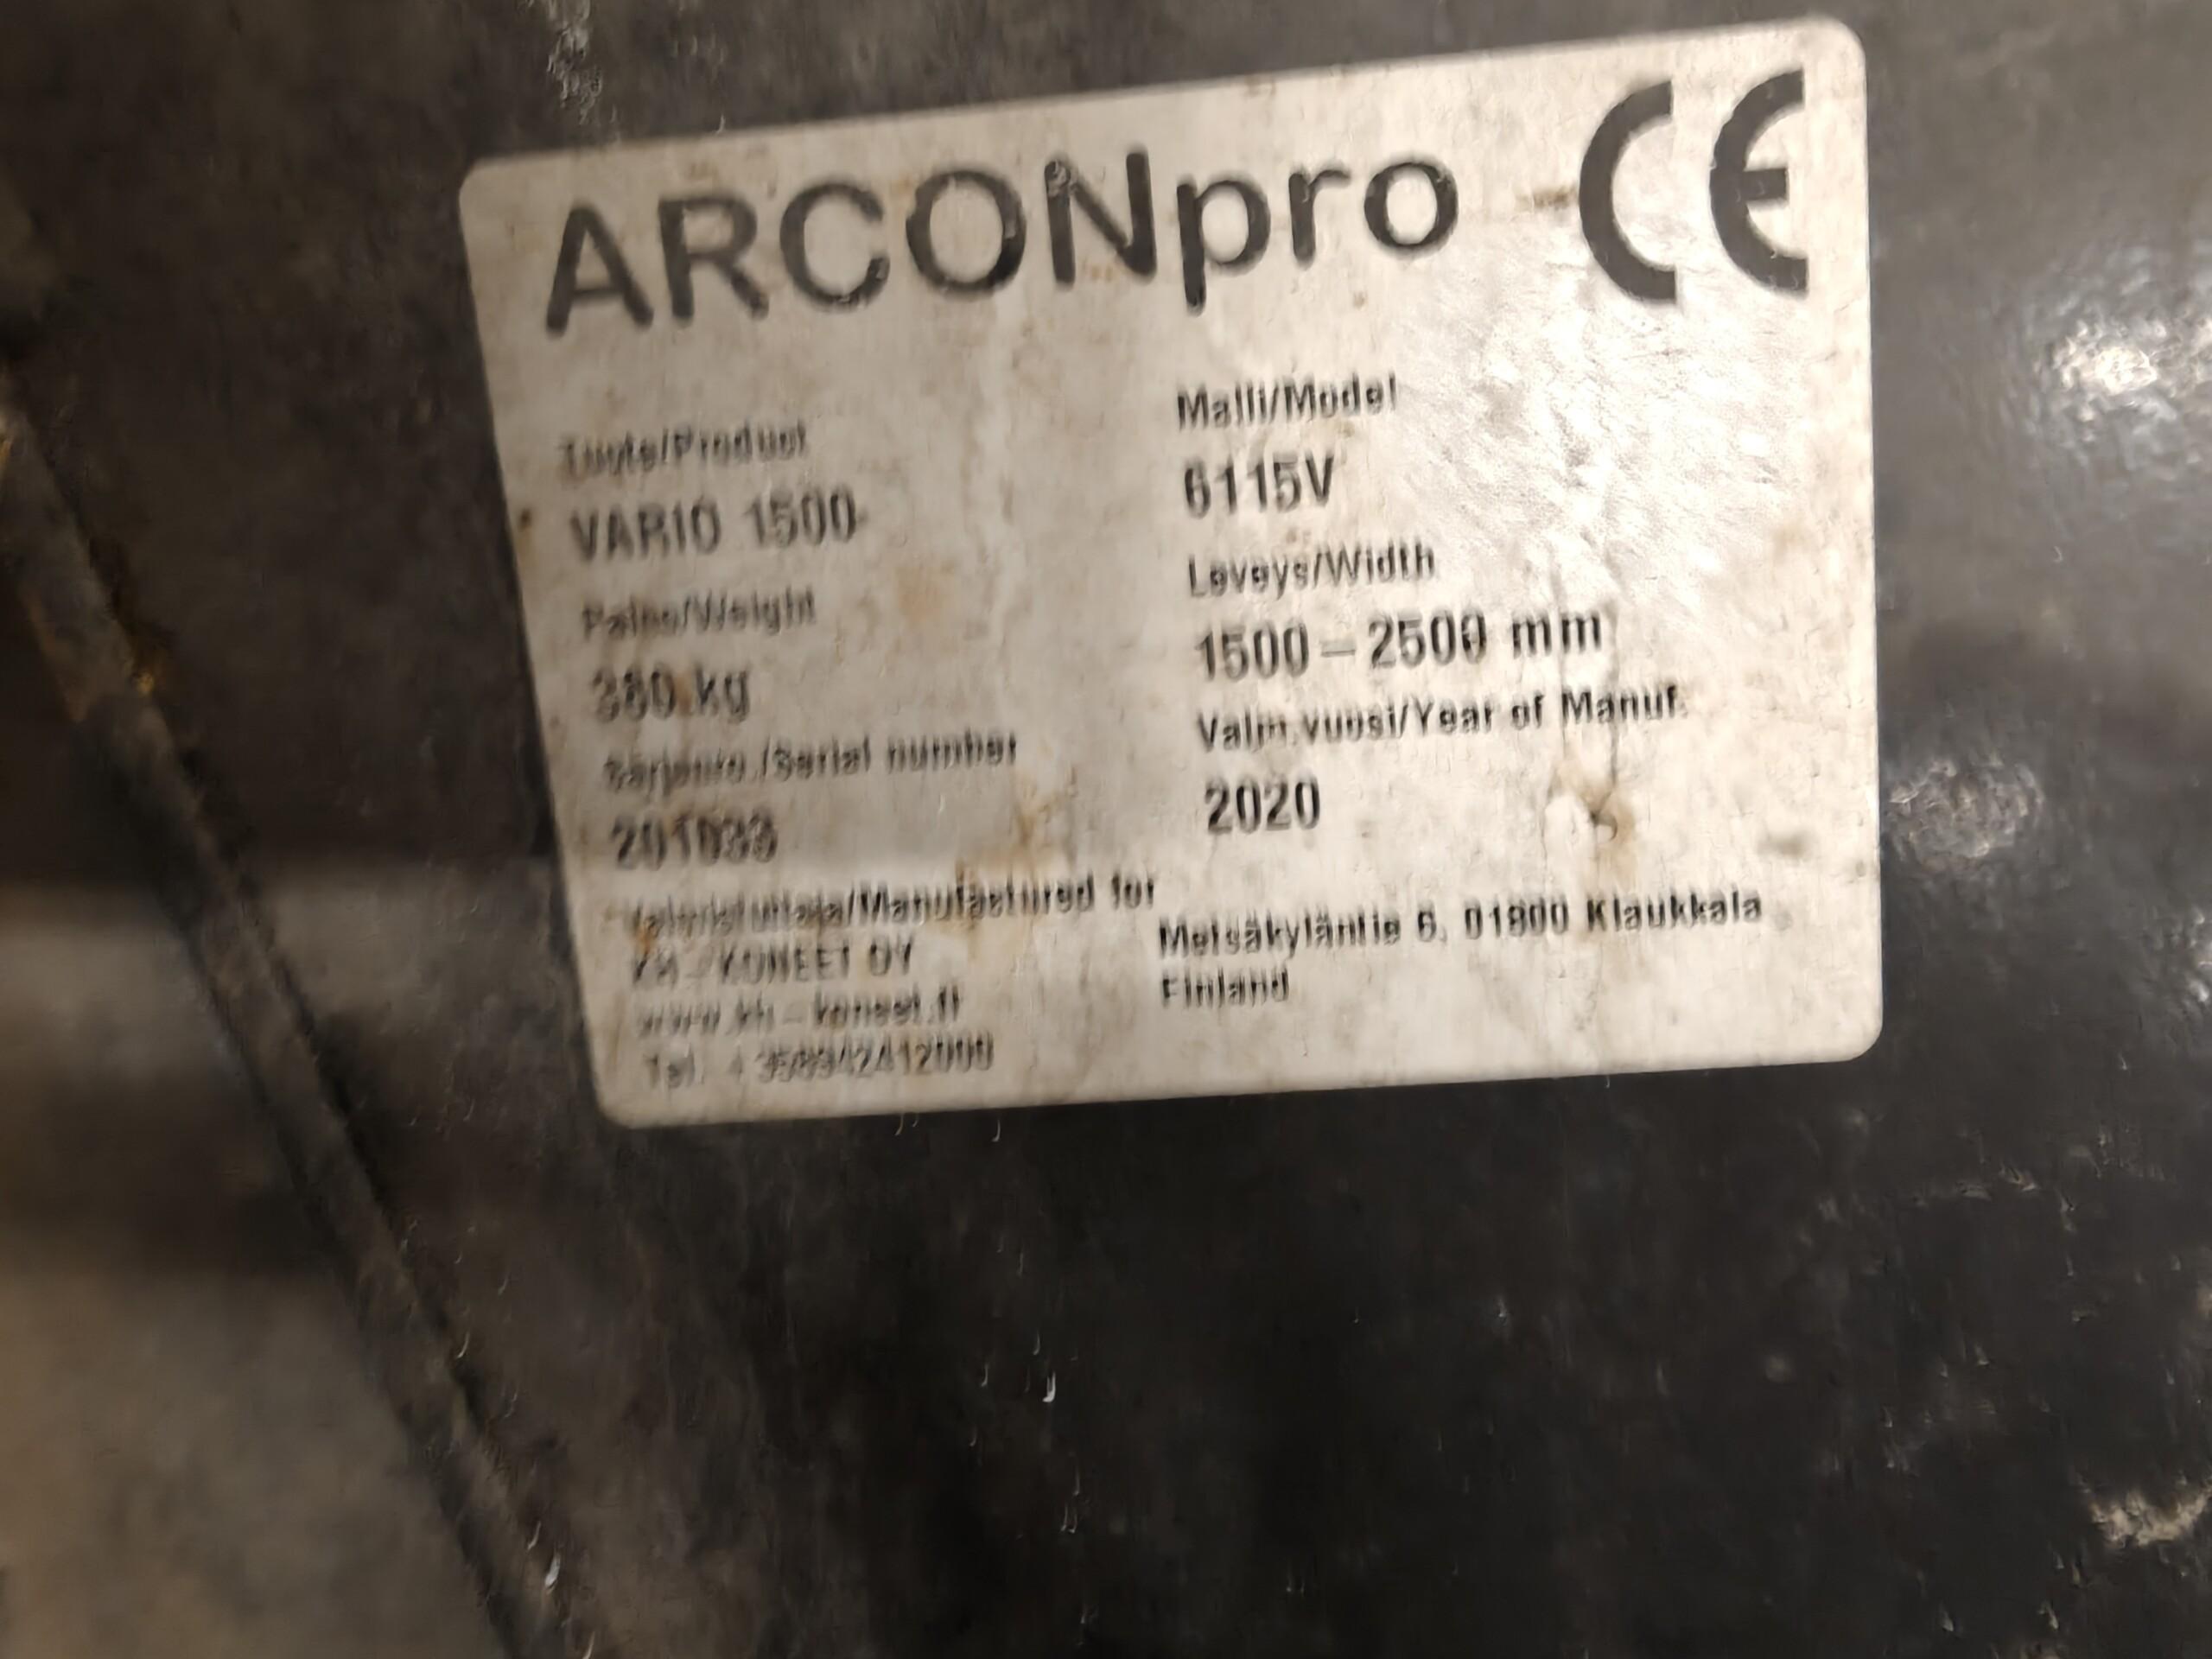 ARCONpro CE
Tuote/Product
VARIO 1500
Malli/Model
6115V
Paino/Weight
380 kg
Leveys/Width
1500 – 2500 mm
Sarjanro./Serial number
201033
Valm.vuosi/Year of Manuf.
2020
Valmistuttaja/Manufactured for
KH – KONEET OY
www.kh – koneet.fi
Tel. +358942412000
Metsäkyläntie 6, 01800 Klaukkala
Finland